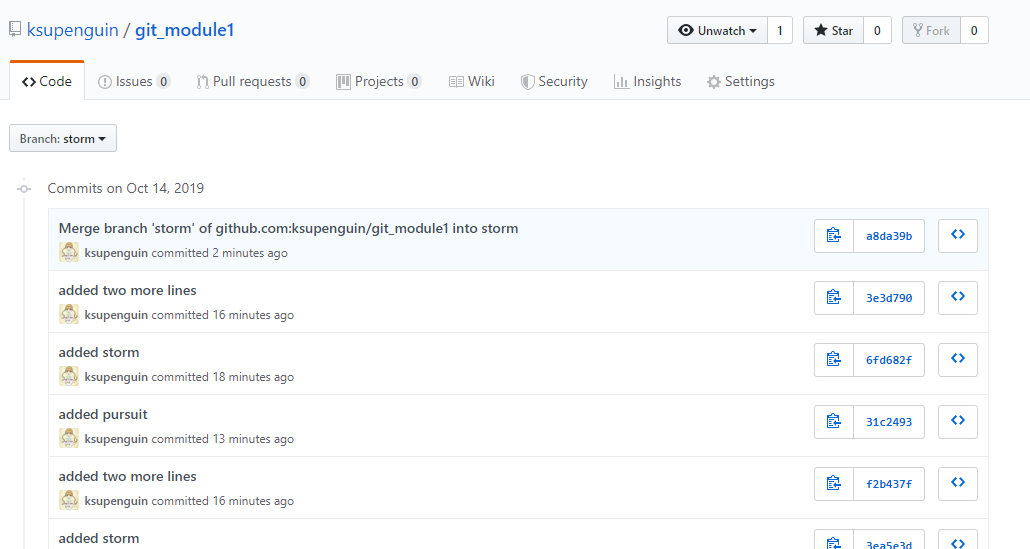 ksupenguin / git_module1
Unwatch 1 Star 0 Fork 0
Code Issues 0 Pull requests 0 Projects 0 Wiki Security Insights Settings
Branch: storm
Commits on Oct 14, 2019
Merge branch 'storm' of github.com:ksupenguin/git_module1 into storm
a8da39b
ksupenguin committed 2 minutes ago
added two more lines
3e3d790
ksupenguin committed 16 minutes ago
added storm
6fd682f
ksupenguin committed 18 minutes ago
added pursuit
31c2493
ksupenguin committed 13 minutes ago
added two more lines
f2b437f
ksupenguin committed 16 minutes ago
added storm
3ea5e3d